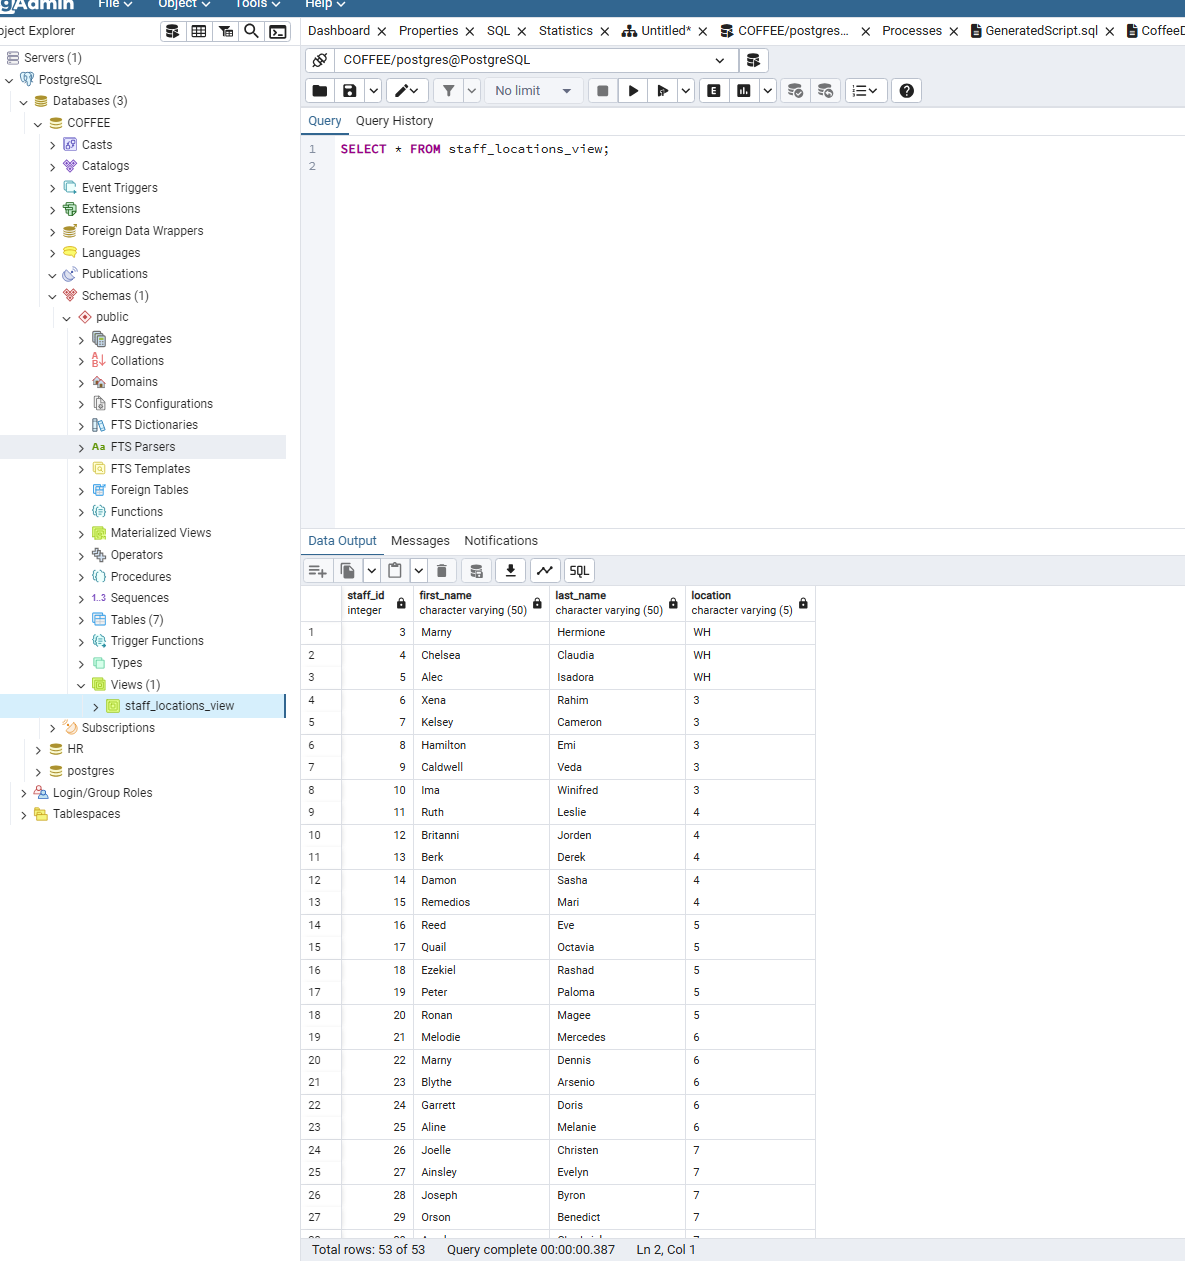 gAdmin File Object Tools Help
bject Explorer
Dashboard Properties SQL Statistics Untitled* COFFEE/postgres... Processes GeneratedScript.sql CoffeeD
Servers (1)
PostgreSQL
Databases (3)
COFFEE
Casts
Catalogs
Event Triggers
Extensions
Foreign Data Wrappers
Languages
Publications
Schemas (1)
public
Aggregates
Collations
Domains
FTS Configurations
FTS Dictionaries
Aa FTS Parsers
FTS Templates
Foreign Tables
Functions
Materialized Views
Operators
Procedures
1..3 Sequences
Tables (7)
Trigger Functions
Types
Views (1)
staff_locations_view
Subscriptions
HR
postgres
Login/Group Roles
Tablespaces
COFFEE/postgres@PostgreSQL
No limit E
Query Query History
1 SELECT * FROM staff_locations_view;
2
Data Output Messages Notifications
SQL
staff_id first_name last_name location
integer character varying (50) character varying (50) character varying (5)
1 3 Marny Hermione WH
2 4 Chelsea Claudia WH
3 5 Alec Isadora WH
4 6 Xena Rahim 3
5 7 Kelsey Cameron 3
6 8 Hamilton Emi 3
7 9 Caldwell Veda 3
8 10 Ima Winifred 3
9 11 Ruth Leslie 4
10 12 Britanni Jorden 4
11 13 Berk Derek 4
12 14 Damon Sasha 4
13 15 Remedios Mari 4
14 16 Reed Eve 5
15 17 Quail Octavia 5
16 18 Ezekiel Rashad 5
17 19 Peter Paloma 5
18 20 Ronan Magee 5
19 21 Melodie Mercedes 6
20 22 Marny Dennis 6
21 23 Blythe Arsenio 6
22 24 Garrett Doris 6
23 25 Aline Melanie 6
24 26 Joelle Christen 7
25 27 Ainsley Evelyn 7
26 28 Joseph Byron 7
27 29 Orson Benedict 7
Total rows: 53 of 53 Query complete 00:00:00.387 Ln 2, Col 1